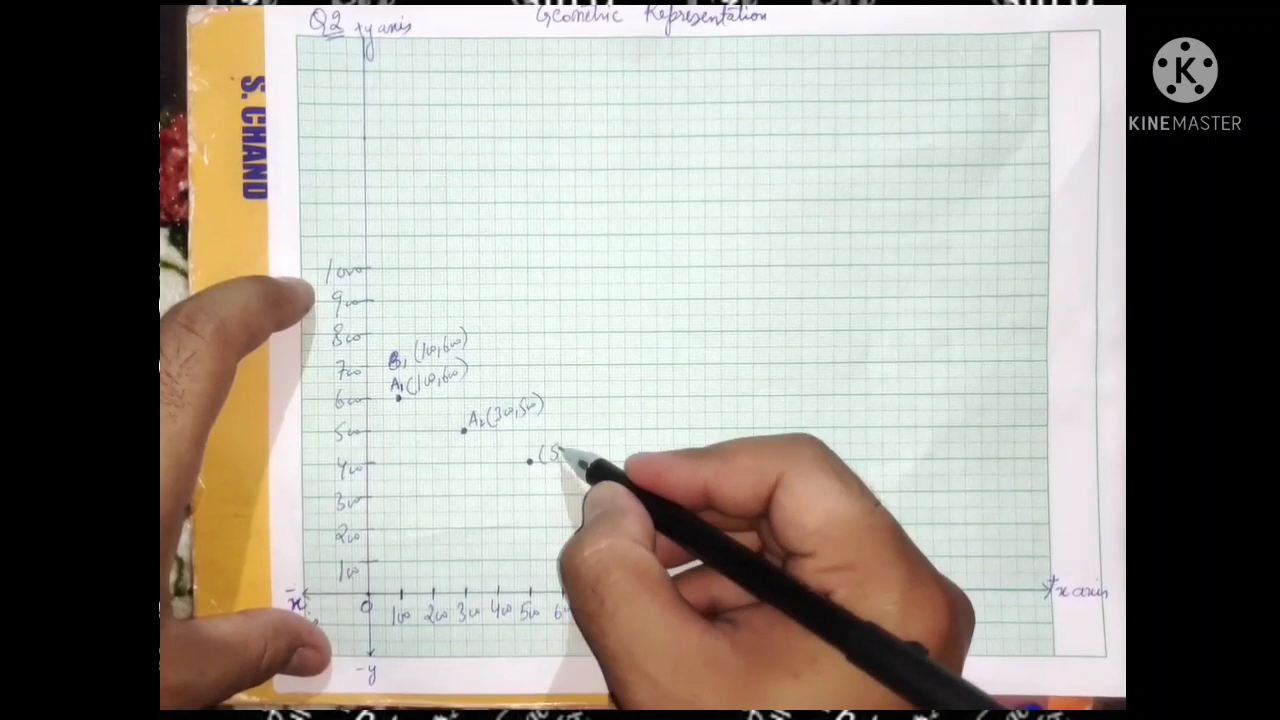 Q2
+y axis
Geometric Representation
S. CHAND
K
KINEMASTER
1000
900
800
B1 (100,600)
700
A1 (100,600)
600
A2 (300,500)
500
(5
400
300
200
100
+x axis
0 100 200 300 400 500
-y